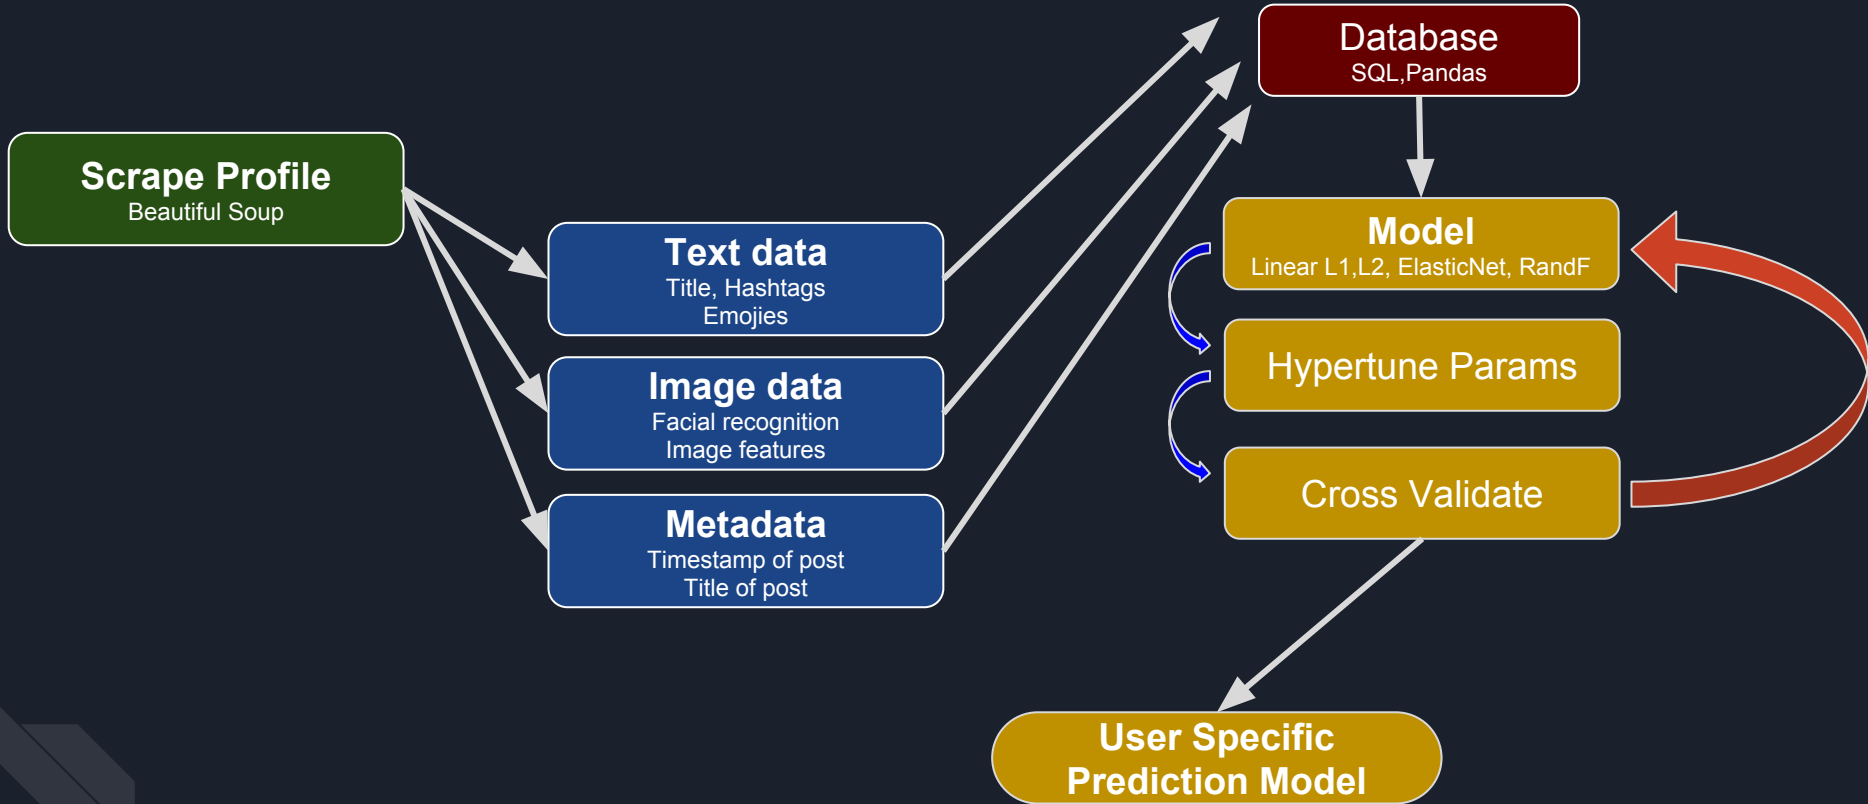 Scrape Profile
Beautiful Soup
Text data
Title, Hashtags
Emojies
Image data
Facial recognition
Image features
Metadata
Timestamp of post
Title of post
Database
SQL,Pandas
Model
Linear L1,L2, ElasticNet, RandF
Hypertune Params
Cross Validate
User Specific
Prediction Model